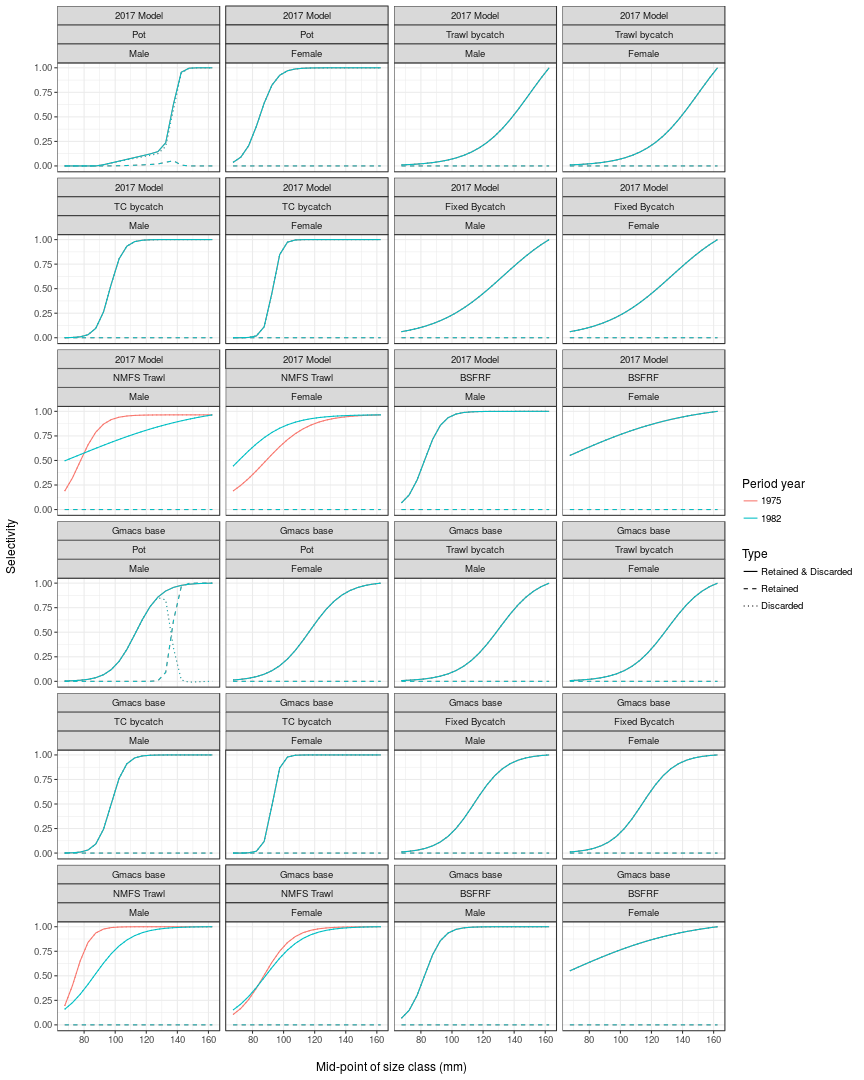 2017 Model 2017 Model 2017 Model 2017 Model
Pot Pot Trawl bycatch Trawl bycatch
Male Female Male Female
1.00
0.75
0.50
0.25
0.00
2017 Model 2017 Model 2017 Model 2017 Model
TC bycatch TC bycatch Fixed Bycatch Fixed Bycatch
Male Female Male Female
1.00
0.75
0.50
0.25
0.00
2017 Model 2017 Model 2017 Model 2017 Model
NMFS Trawl NMFS Trawl BSFRF BSFRF
Male Female Male Female
1.00
0.75
0.50
0.25
0.00
Selectivity
Gmacs base Gmacs base Gmacs base Gmacs base
Pot Pot Trawl bycatch Trawl bycatch
Male Female Male Female
1.00
0.75
0.50
0.25
0.00
Gmacs base Gmacs base Gmacs base Gmacs base
TC bycatch TC bycatch Fixed Bycatch Fixed Bycatch
Male Female Male Female
1.00
0.75
0.50
0.25
0.00
Gmacs base Gmacs base Gmacs base Gmacs base
NMFS Trawl NMFS Trawl BSFRF BSFRF
Male Female Male Female
1.00
0.75
0.50
0.25
0.00
80 100 120 140 160 80 100 120 140 160 80 100 120 140 160 80 100 120 140 160
Mid-point of size class (mm)
Period year
1975
1982
Type
Retained & Discarded
Retained
Discarded